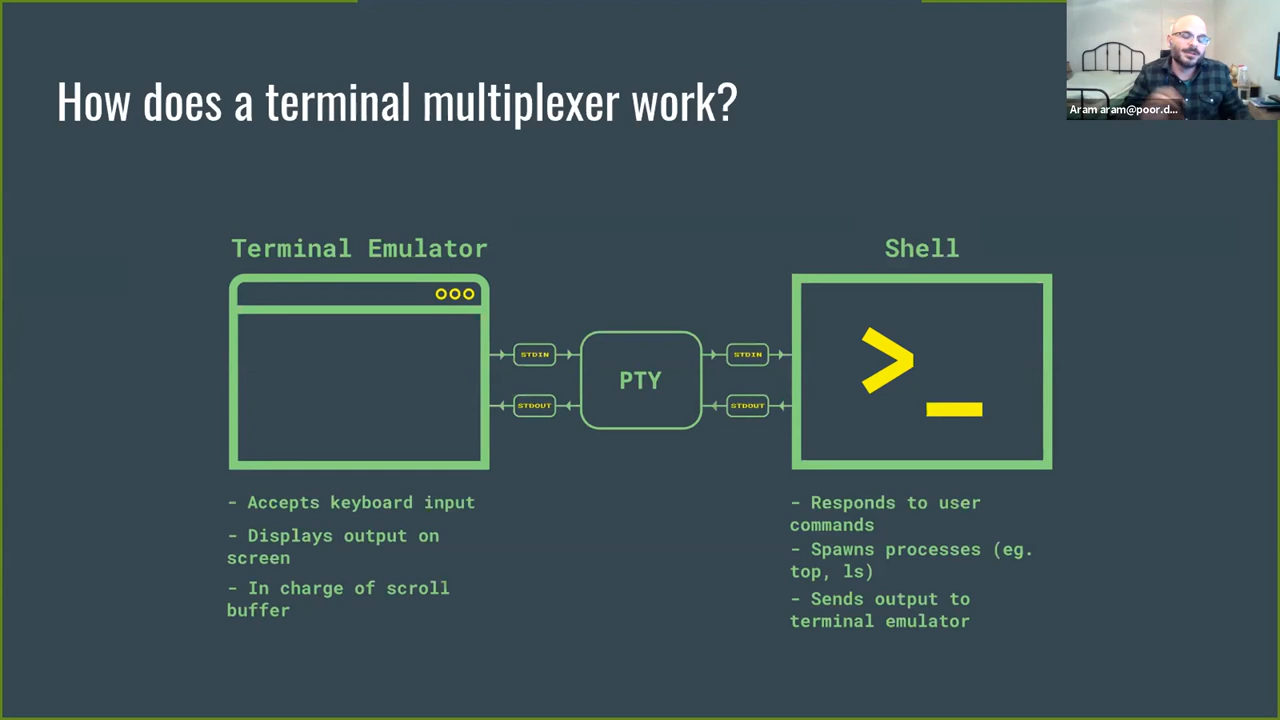 How does a terminal multiplexer work?
Aram aram@poor.d...
Terminal Emulator
Shell
STDIN
STDIN
PTY
>_
STDOUT
STDOUT
- Accepts keyboard input
- Displays output on
screen
- In charge of scroll
buffer
- Responds to user
commands
- Spawns processes (eg.
top, ls)
- Sends output to
terminal emulator